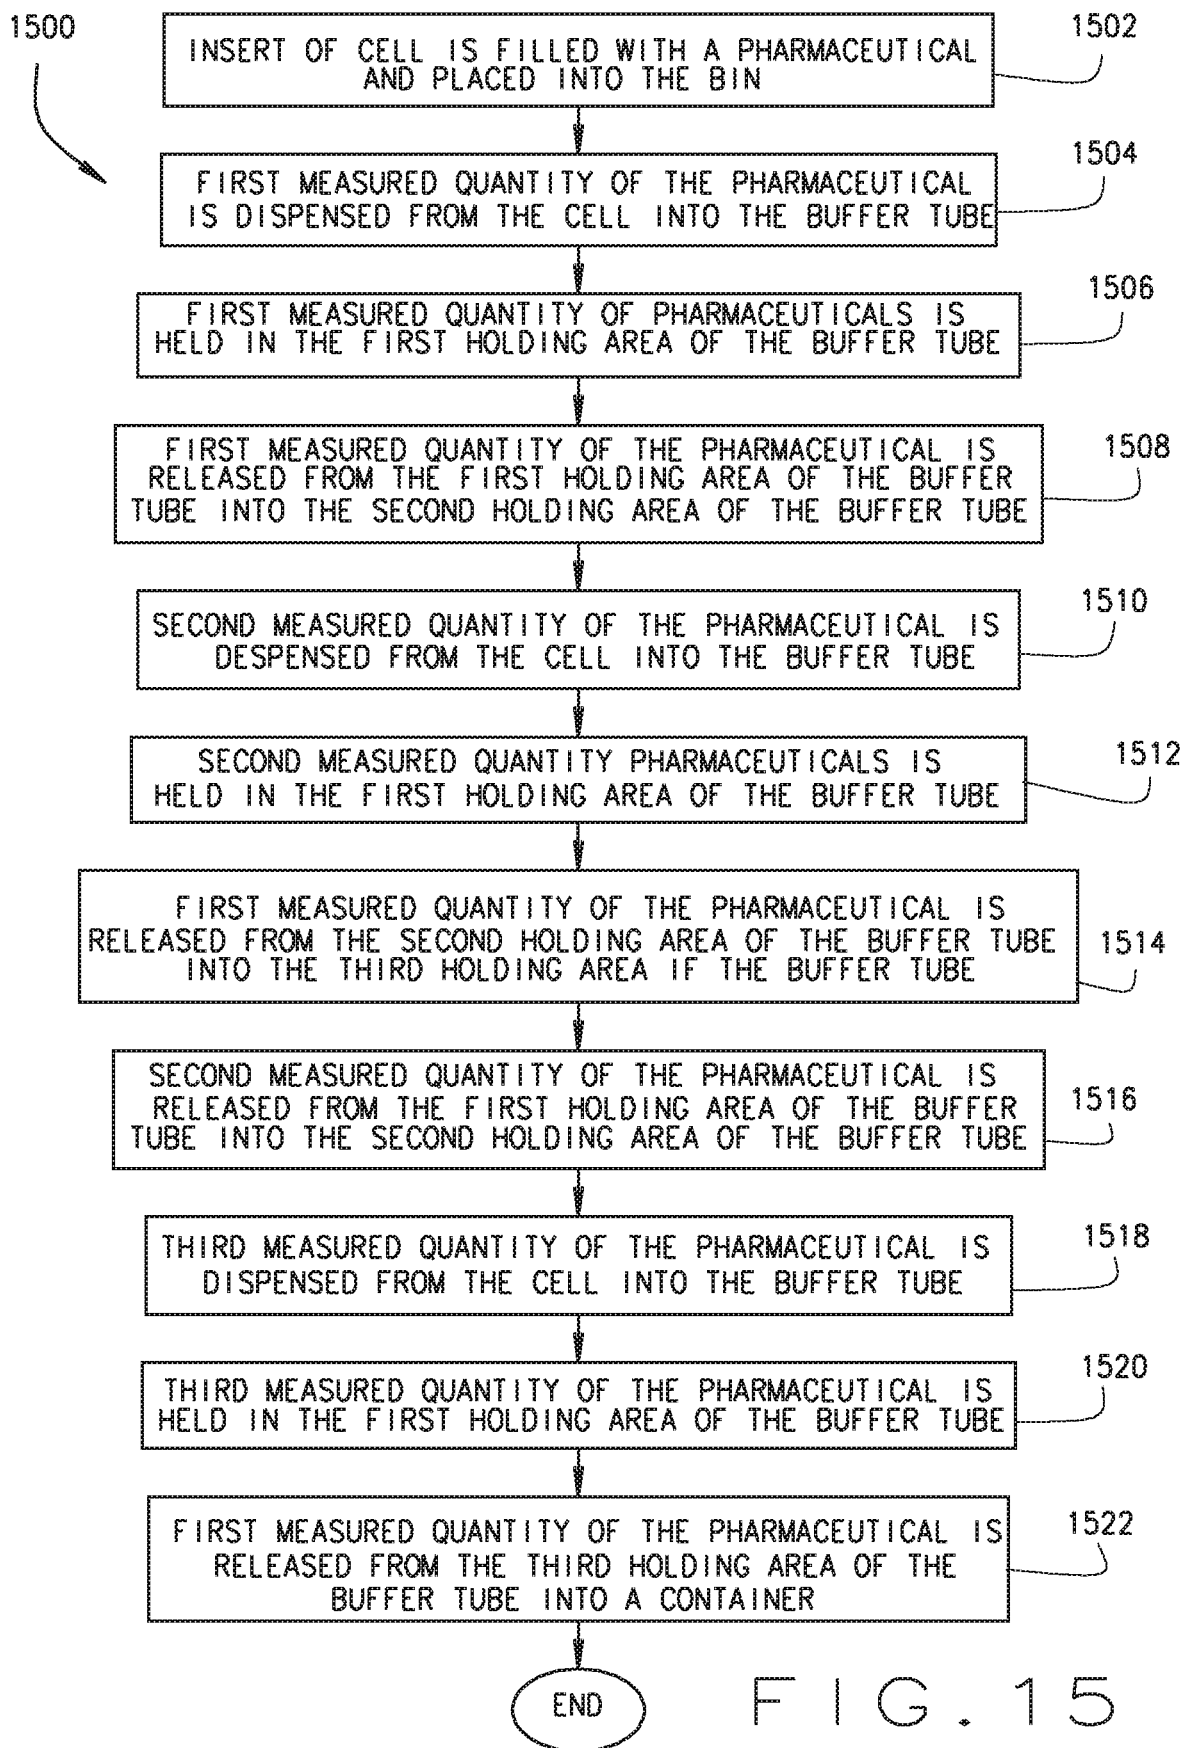 1500
INSERT OF CELL IS FILLED WITH A PHARMACEUTICAL
AND PLACED INTO THE BIN
1502
FIRST MEASURED QUANTITY OF THE PHARMACEUTICAL
IS DISPENSED FROM THE CELL INTO THE BUFFER TUBE
1504
FIRST MEASURED QUANTITY OF PHARMACEUTICALS IS
HELD IN THE FIRST HOLDING AREA OF THE BUFFER TUBE
1506
FIRST MEASURED QUANTITY OF THE PHARMACEUTICAL IS
RELEASED FROM THE FIRST HOLDING AREA OF THE BUFFER
TUBE INTO THE SECOND HOLDING AREA OF THE BUFFER TUBE
1508
SECOND MEASURED QUANTITY OF THE PHARMACEUTICAL IS
DESPENSED FROM THE CELL INTO THE BUFFER TUBE
1510
SECOND MEASURED QUANTITY PHARMACEUTICALS IS
HELD IN THE FIRST HOLDING AREA OF THE BUFFER TUBE
1512
FIRST MEASURED QUANTITY OF THE PHARMACEUTICAL IS
RELEASED FROM THE SECOND HOLDING AREA OF THE BUFFER TUBE
INTO THE THIRD HOLDING AREA IF THE BUFFER TUBE
1514
SECOND MEASURED QUANTITY OF THE PHARMACEUTICAL IS
RELEASED FROM THE FIRST HOLDING AREA OF THE BUFFER
TUBE INTO THE SECOND HOLDING AREA OF THE BUFFER TUBE
1516
THIRD MEASURED QUANTITY OF THE PHARMACEUTICAL IS
DISPENSED FROM THE CELL INTO THE BUFFER TUBE
1518
THIRD MEASURED QUANTITY OF THE PHARMACEUTICAL IS
HELD IN THE FIRST HOLDING AREA OF THE BUFFER TUBE
1520
FIRST MEASURED QUANTITY OF THE PHARMACEUTICAL IS
RELEASED FROM THE THIRD HOLDING AREA OF THE
BUFFER TUBE INTO A CONTAINER
1522
END
FIG. 15